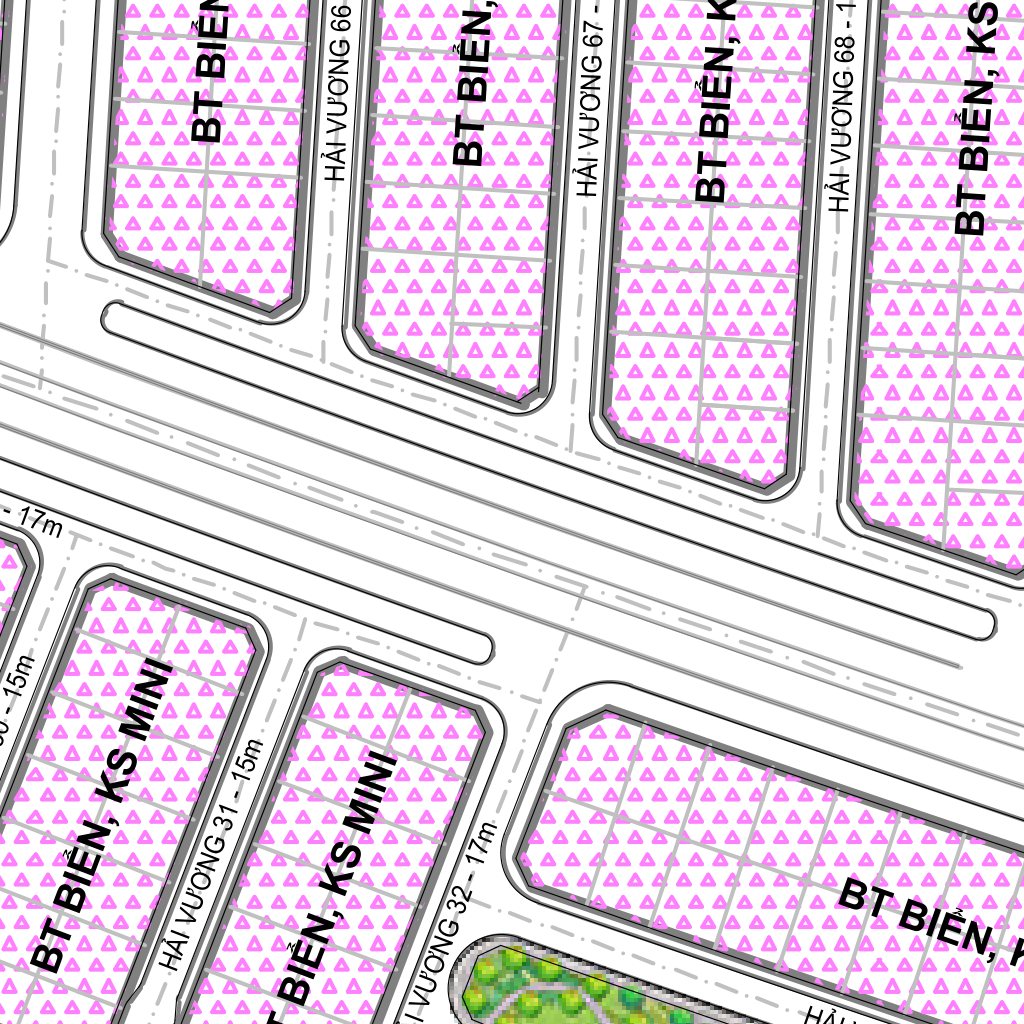 BT BIỂN
HẢI VƯƠNG 66
BT BIỂN,
HẢI VƯƠNG 67 -
BT BIỂN,
HẢI VƯƠNG 68 -
BT BIỂN, KS
- 17m
- 15m
BT BIỂN, KS MINI
HẢI VƯƠNG 31 - 15m
BIỂN, KS MINI
VƯƠNG 32 - 17m
BT BIỂN,